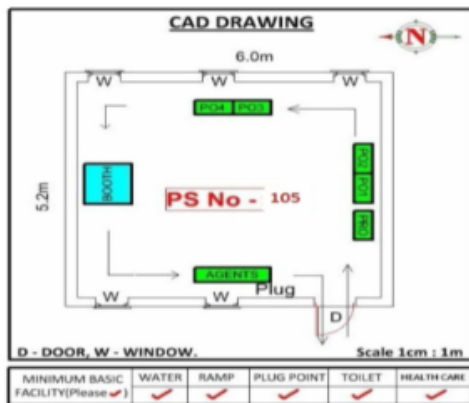 CAD DRAWING
N
6.0m
W W W
PO4 PO3
5.2m
BOOTH
PO2
PO1
PRO
PS No - 105
AGENTS
Plug
W W
D
D - DOOR, W - WINDOW. Scale 1cm : 1m
MINIMUM BASIC FACILITY(Please ✓) WATER RAMP PLUG POINT TOILET HEALTH CARE
✓ ✓ ✓ ✓ ✓